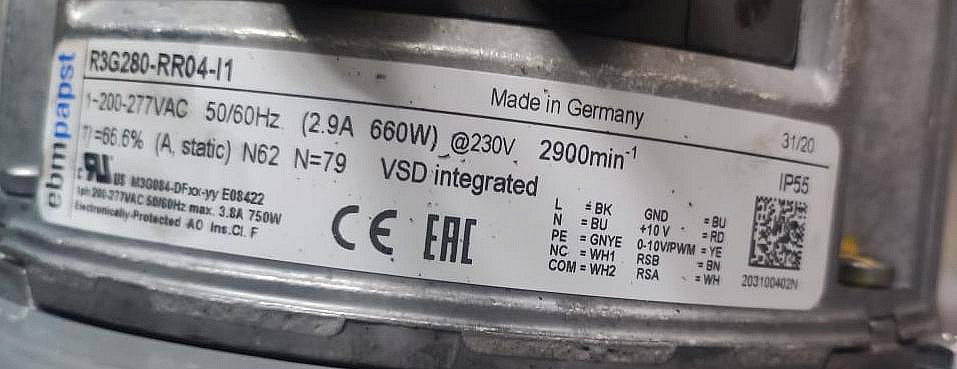 ebmpapst
R3G280-RR04-I1
Made in Germany
1~200-277VAC 50/60Hz (2.9A 660W) @230V 2900min-1
31/20
η=66.6% (A, static) N62 N=79 VSD integrated
IP55
c RU US M3G084-DFxx-yy E08422
1ph 200-277VAC 50/60Hz max. 3.8A 750W
Electronically-Protected AO Ins.Cl. F
CE EAC
L = BK
N = BU
PE = GNYE
NC = WH1
COM = WH2
GND = BU
+10 V = RD
0-10V/PWM = YE
RSB = BN
RSA = WH
203100402N